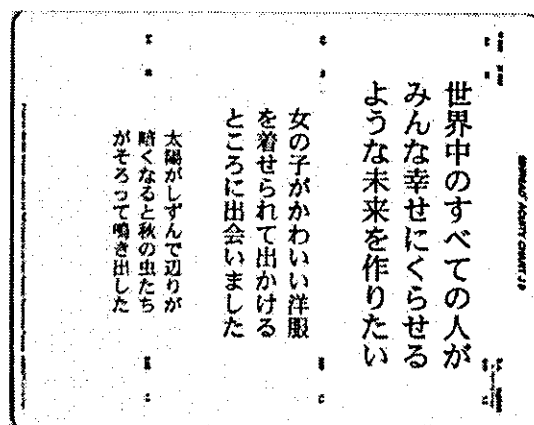 MNREAD ACUITY CHART J
世界中のすべての人が
みんな幸せにくらせる
ような未来を作りたい
女の子がかわいい洋服
を着せられて出かける
ところに出会いました
太陽がしずんで辺りが
暗くなると秋の虫たち
がそろって鳴き出した